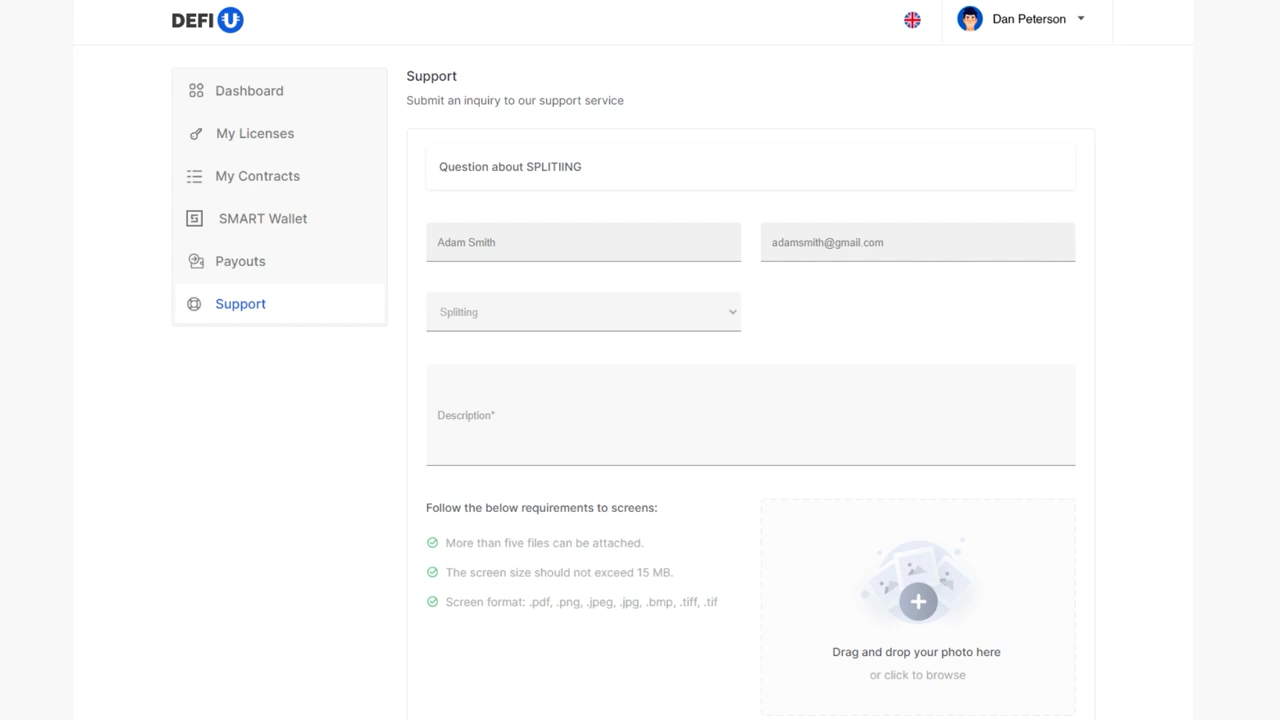 DEFI U
Dan Peterson
Dashboard
My Licenses
My Contracts
SMART Wallet
Payouts
Support
Support
Submit an inquiry to our support service
Question about SPLITIING
Adam Smith
adamsmith@gmail.com
Splitting
Description*
Follow the below requirements to screens:
More than five files can be attached.
The screen size should not exceed 15 MB.
Screen format: .pdf, .png, .jpeg, .jpg, .bmp, .tiff, .tif
Drag and drop your photo here
or click to browse